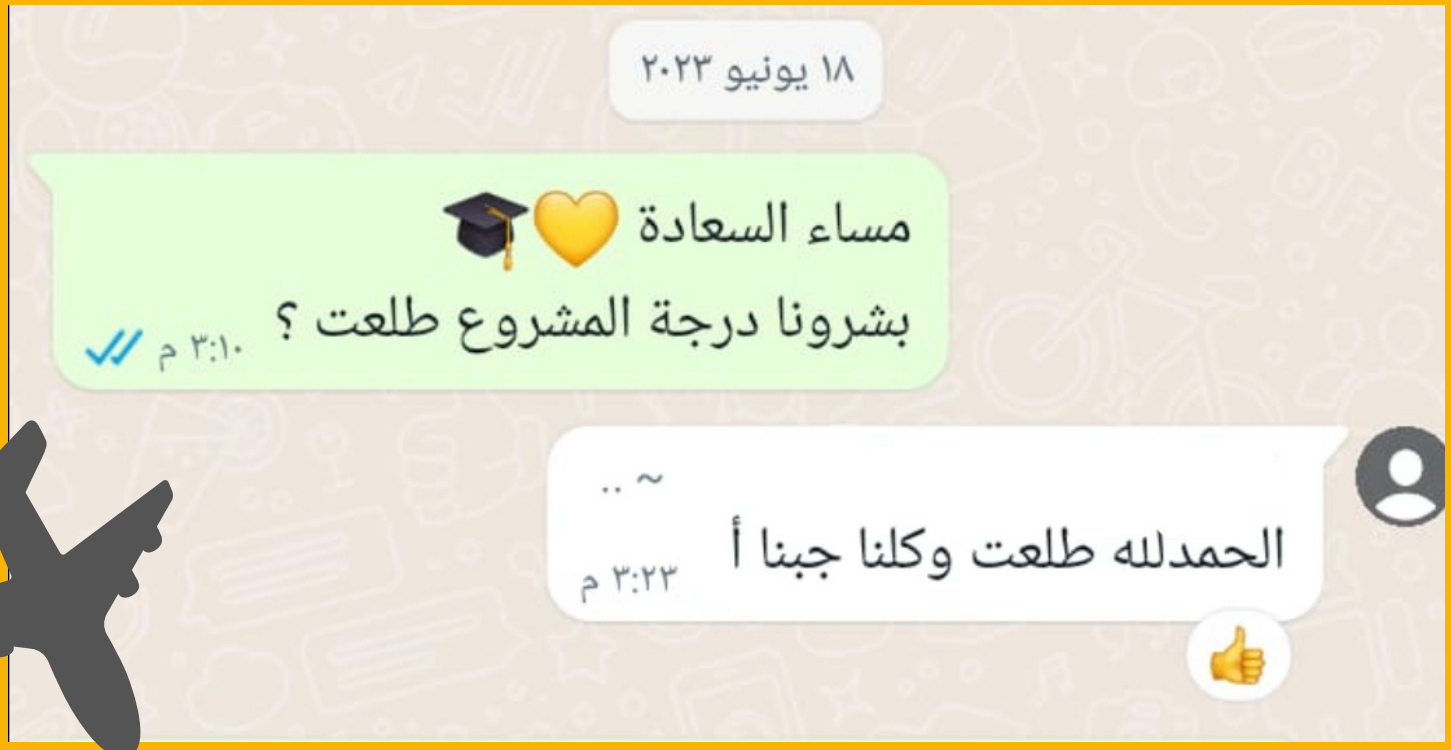 ١٨ يونيو ٢٠٢٣
مساء السعادة 💛🎓
بشرونا درجة المشروع طلعت ؟
٣:١٠ م
~ ..
الحمدلله طلعت وكلنا جبنا أ
٣:٢٣ م
👍